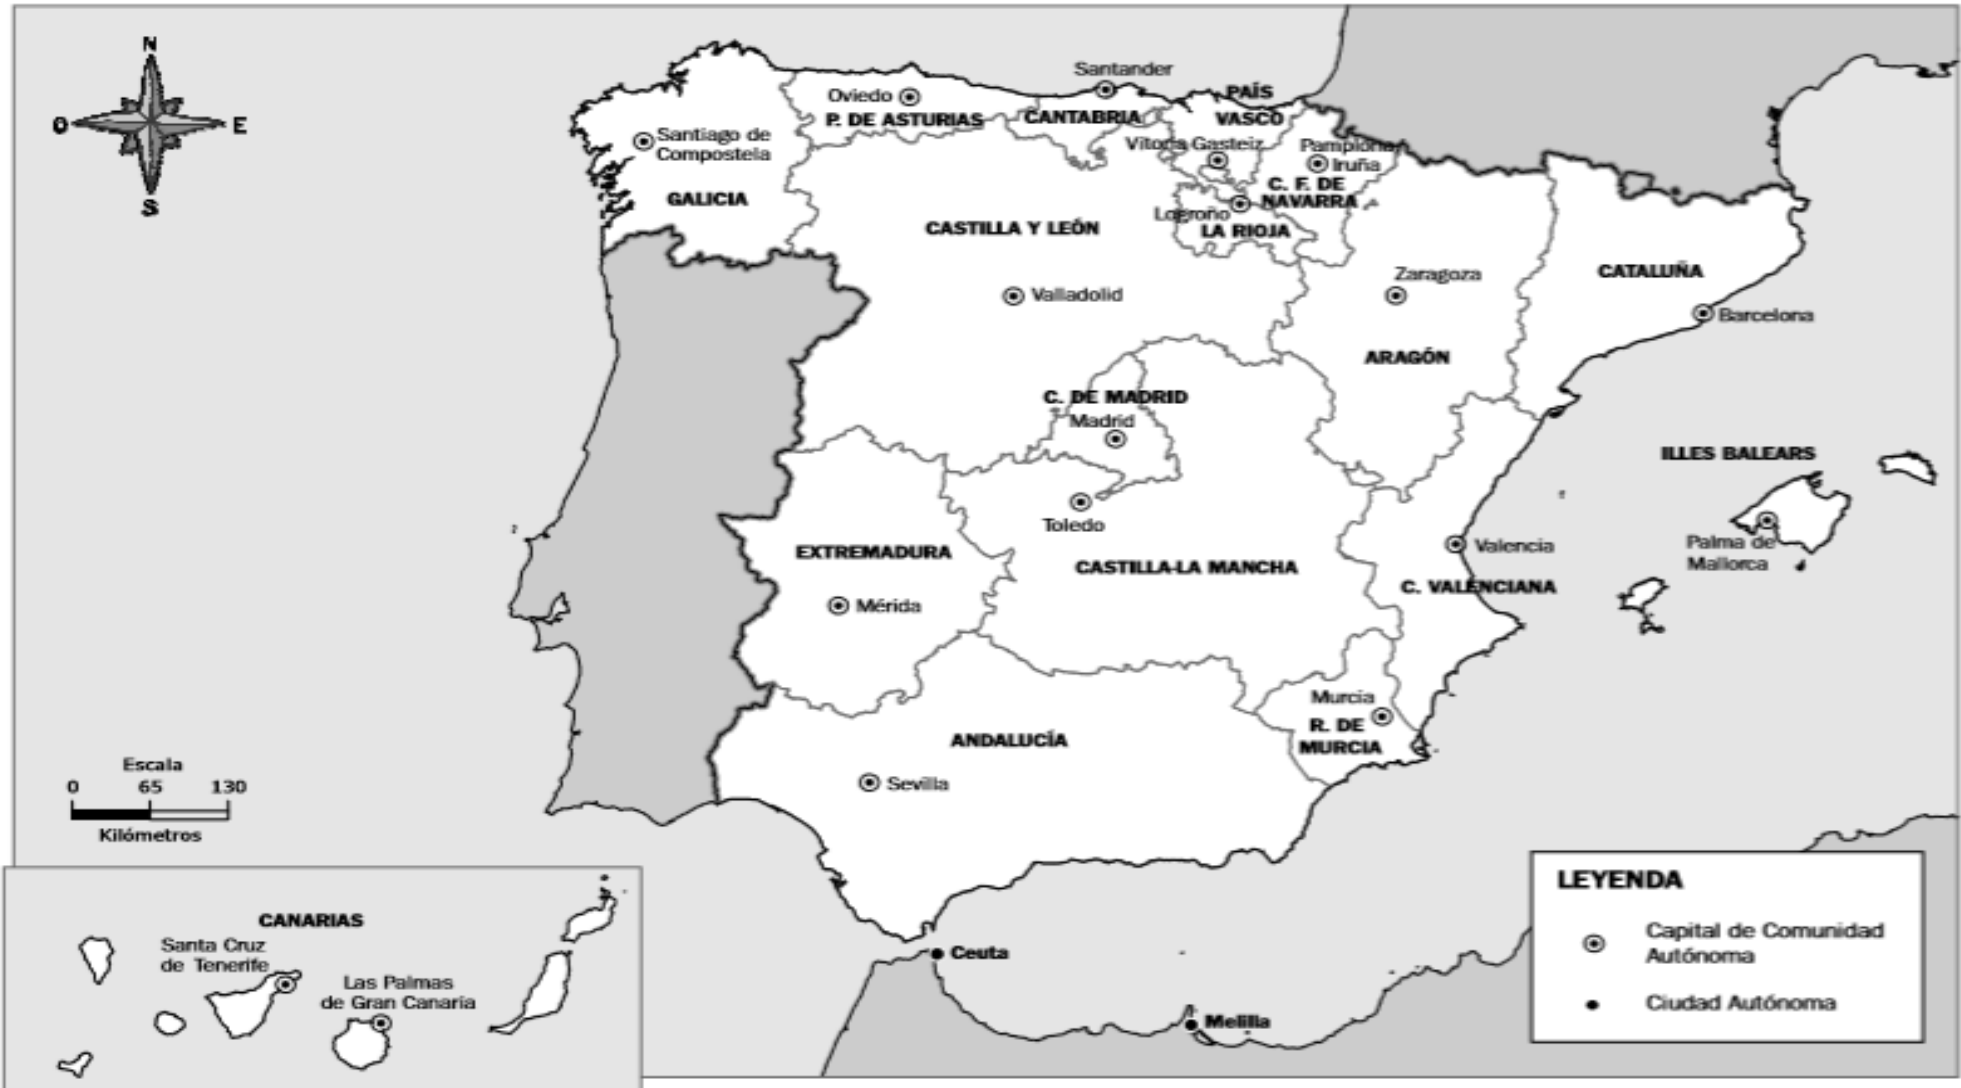 N
O
E
S
Santander
Oviedo
P. DE ASTURIAS
CANTABRIA
PAÍS
VASCO
Santiago de
Compostela
Vitoria Gasteiz
Pamplona
Iruña
GALICIA
C. F. DE
NAVARRA
Logroño
LA RIOJA
CASTILLA Y LEÓN
Zaragoza
CATALUÑA
Valladolid
Barcelona
ARAGÓN
C. DE MADRID
Madrid
ILLES BALEARS
Toledo
Palma de
Mallorca
EXTREMADURA
CASTILLA-LA MANCHA
Valencia
C. VALENCIANA
Mérida
Murcia
R. DE
MURCIA
ANDALUCÍA
Sevilla
Escala
0 65 130
Kilómetros
CANARIAS
Santa Cruz
de Tenerife
Las Palmas
de Gran Canaria
Ceuta
Melilla
LEYENDA
Capital de Comunidad
Autónoma
Ciudad Autónoma